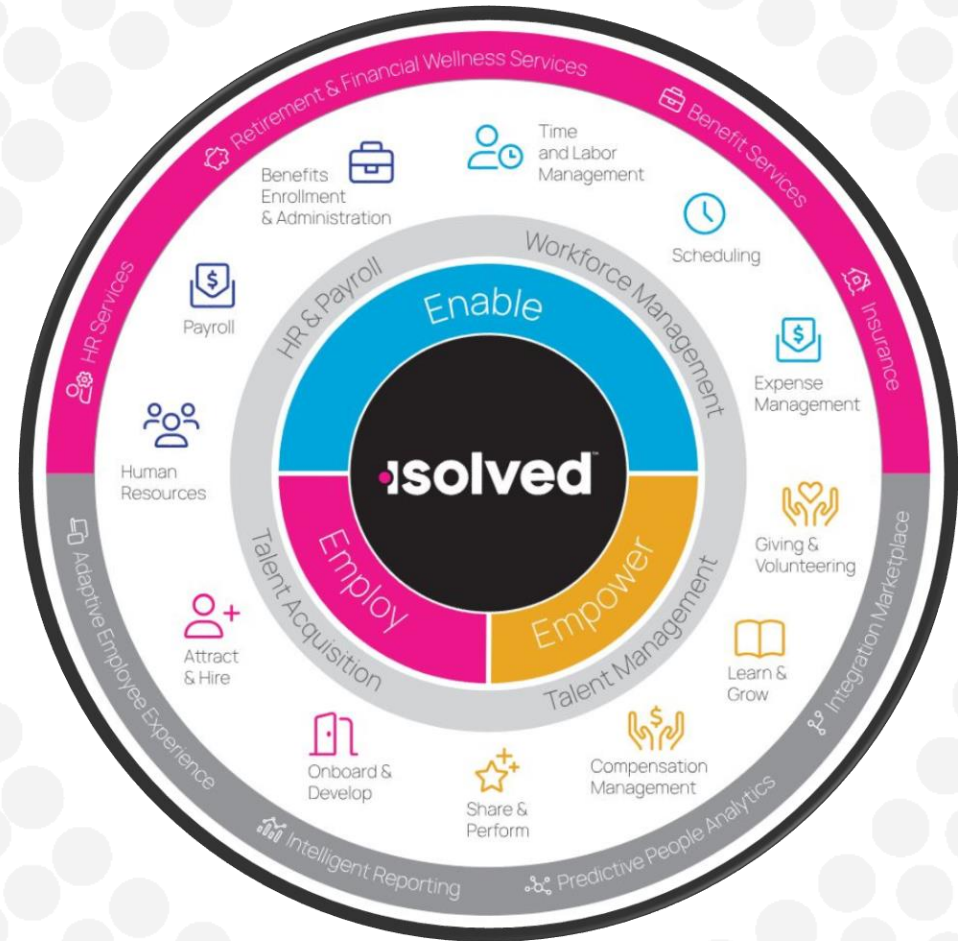 HR Services
Retirement & Financial Wellness Services
Benefit Services
Insurance
Benefits
Enrollment
& Administration
Time
and Labor
Management
Scheduling
Payroll
Expense
Management
Human
Resources
Giving &
Volunteering
Attract
& Hire
Learn &
Grow
Onboard &
Develop
Share &
Perform
Compensation
Management
HR & Payroll
Workforce Management
Talent Acquisition
Talent Management
Enable
Employ
Empower
isolved™
Adaptive Employee Experience
Intelligent Reporting
Predictive People Analytics
Integration Marketplace